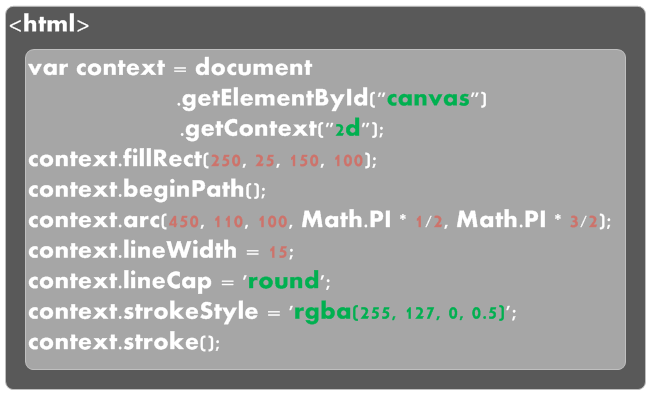 <html>
var context = document
.getElementById("canvas")
.getContext("2d");
context.fillRect(250, 25, 150, 100);
context.beginPath();
context.arc(450, 110, 100, Math.PI * 1/2, Math.PI * 3/2);
context.lineWidth = 15;
context.lineCap = 'round';
context.strokeStyle = 'rgba(255, 127, 0, 0.5)';
context.stroke();